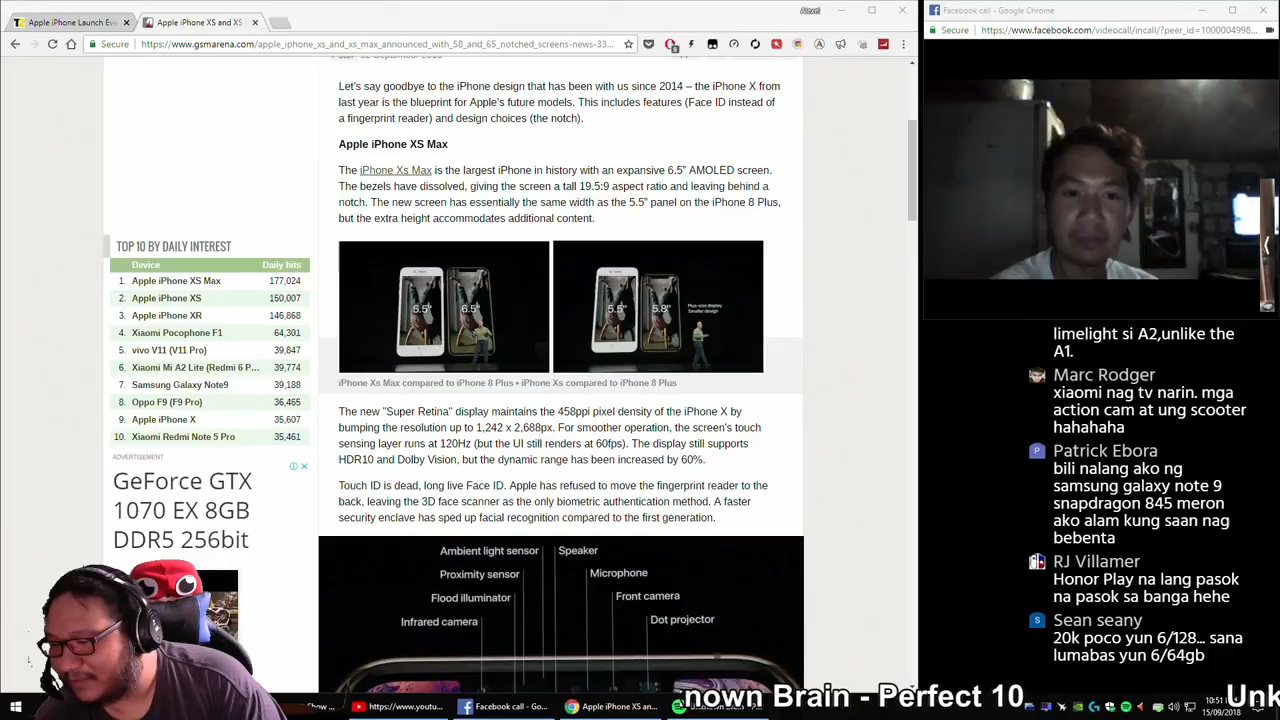 Apple iPhone Launch Eve
Apple iPhone XS and XS
Alexei
Facebook call - Google Chrome
Secure
https://www.gsmarena.com/apple_iphone_xs_and_xs_max_announced_with_58_and_65_notched_screens-news-33...
Secure
https://www.facebook.com/videocall/incall/?peer_id=1000004998...
Let's say goodbye to the iPhone design that has been with us since 2014 – the iPhone X from
last year is the blueprint for Apple's future models. This includes features (Face ID instead of
a fingerprint reader) and design choices (the notch).
Apple iPhone XS Max
The iPhone Xs Max is the largest iPhone in history with an expansive 6.5" AMOLED screen.
The bezels have dissolved, giving the screen a tall 19.5:9 aspect ratio and leaving behind a
notch. The new screen has essentially the same width as the 5.5" panel on the iPhone 8 Plus,
but the extra height accommodates additional content.
TOP 10 BY DAILY INTEREST
Device Daily hits
1. Apple iPhone XS Max 177,024
2. Apple iPhone XS 150,007
3. Apple iPhone XR 146,868
4. Xiaomi Pocophone F1 64,301
5. vivo V11 (V11 Pro) 39,847
6. Xiaomi Mi A2 Lite (Redmi 6 P... 39,774
7. Samsung Galaxy Note9 39,188
8. Oppo F9 (F9 Pro) 36,465
9. Apple iPhone X 35,607
10. Xiaomi Redmi Note 5 Pro 35,461
5.5" 6.5"
5.5" 5.8"
Plus-size display
Smaller design
iPhone Xs Max compared to iPhone 8 Plus • iPhone Xs compared to iPhone 8 Plus
The new "Super Retina" display maintains the 458ppi pixel density of the iPhone X by
bumping the resolution up to 1,242 x 2,688px. For smoother operation, the screen's touch
sensing layer runs at 120Hz (but the UI still renders at 60fps). The display still supports
HDR10 and Dolby Vision, but the dynamic range has been increased by 60%.
Touch ID is dead, long live Face ID. Apple has refused to move the fingerprint reader to the
back, leaving the 3D face scanner as the only biometric authentication method. A faster
security enclave has sped up facial recognition compared to the first generation.
ADVERTISEMENT
GeForce GTX
1070 EX 8GB
DDR5 256bit
Ambient light sensor
Speaker
Proximity sensor
Microphone
Flood illuminator
Front camera
Infrared camera
Dot projector
limelight si A2,unlike the
A1.
Marc Rodger
xiaomi nag tv narin. mga
action cam at ung scooter
hahahaha
Patrick Ebora
bili nalang ako ng
samsung galaxy note 9
snapdragon 845 meron
ako alam kung saan nag
bebenta
RJ Villamer
Honor Play na lang pasok
na pasok sa banga hehe
Sean seany
20k poco yun 6/128... sana
lumabas yun 6/64gb
nown Brain - Perfect 10
Unk
Show ...
https://www.youtu...
Facebook call - Go...
Apple iPhone XS an...
10:51
15/09/2018